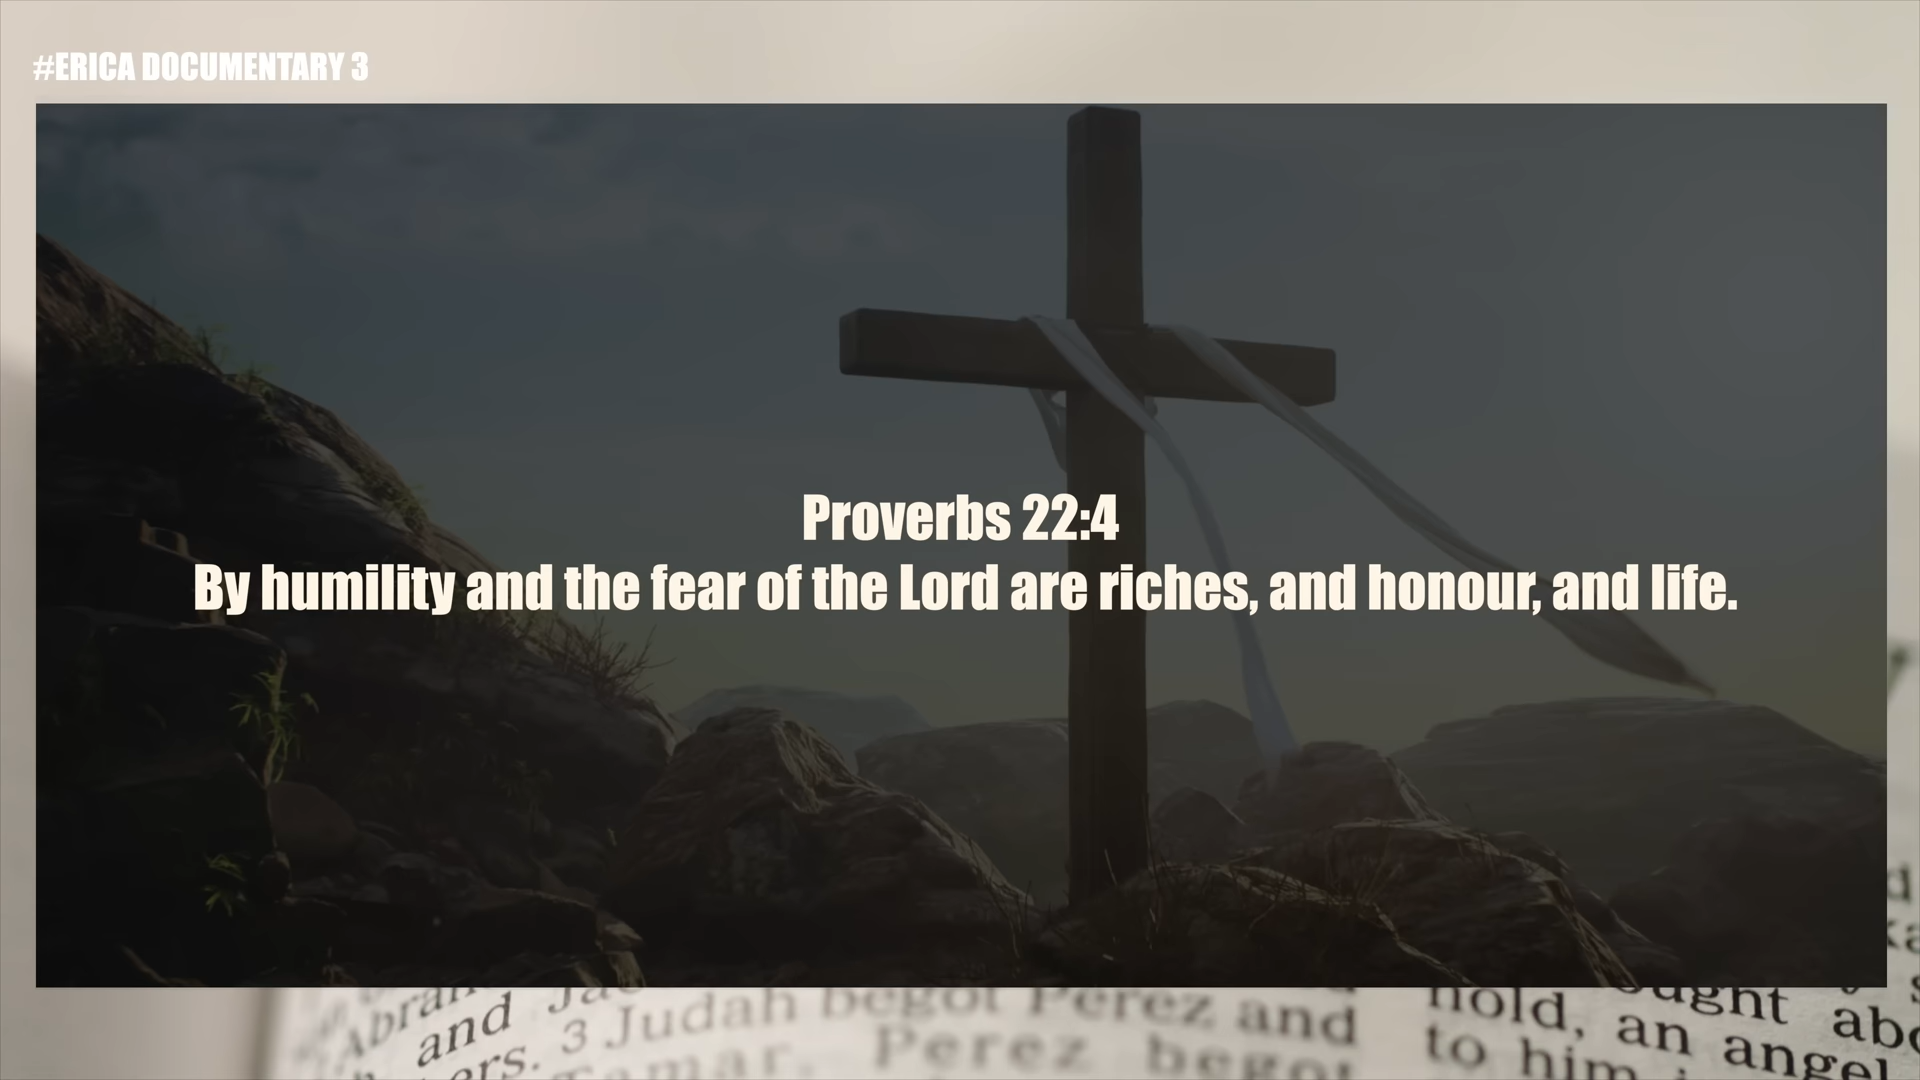 #ERICA DOCUMENTARY 3
Proverbs 22:4
By humility and the fear of the Lord are riches, and honour, and life.
and
3 Judah begot Perez and
Perez begot
hold, an angel
to him